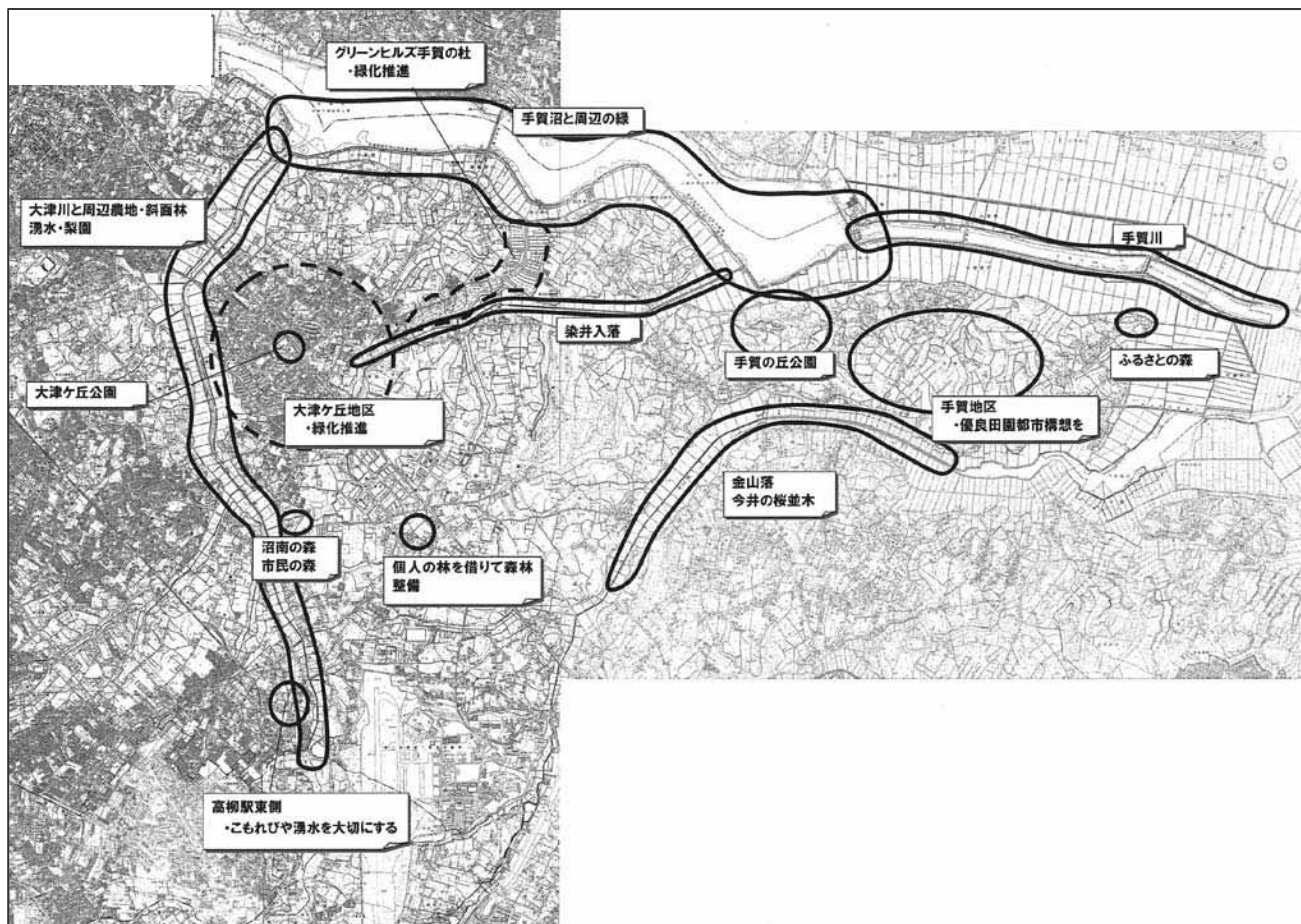 グリーンヒルズ手賀の杜
・緑化推進
手賀沼と周辺の緑
大津川と周辺農地・斜面林
湧水・梨園
手賀川
染井入落
手賀の丘公園
ふるさとの森
大津ケ丘公園
大津ケ丘地区
・緑化推進
手賀地区
・優良田園都市構想を
金山落
今井の桜並木
沼南の森
市民の森
個人の林を借りて森林
整備
高柳駅東側
・こもれびや湧水を大切にする